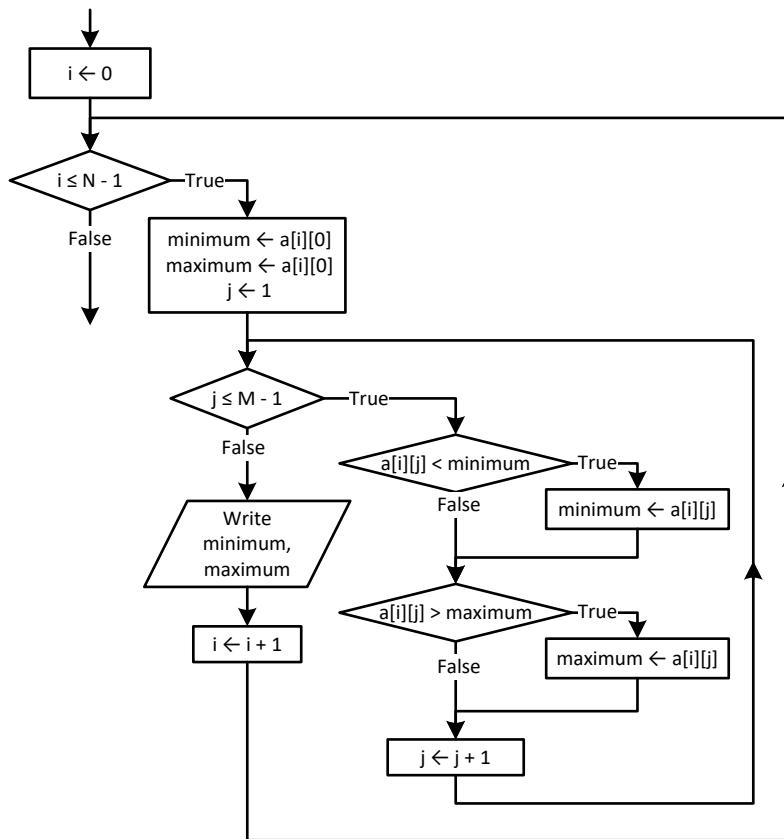 i ← 0
i ≤ N - 1
True
False
minimum ← a[i][0]
maximum ← a[i][0]
j ← 1
j ≤ M - 1
True
False
a[i][j] < minimum
True
False
minimum ← a[i][j]
Write
minimum,
maximum
a[i][j] > maximum
True
False
maximum ← a[i][j]
i ← i + 1
j ← j + 1